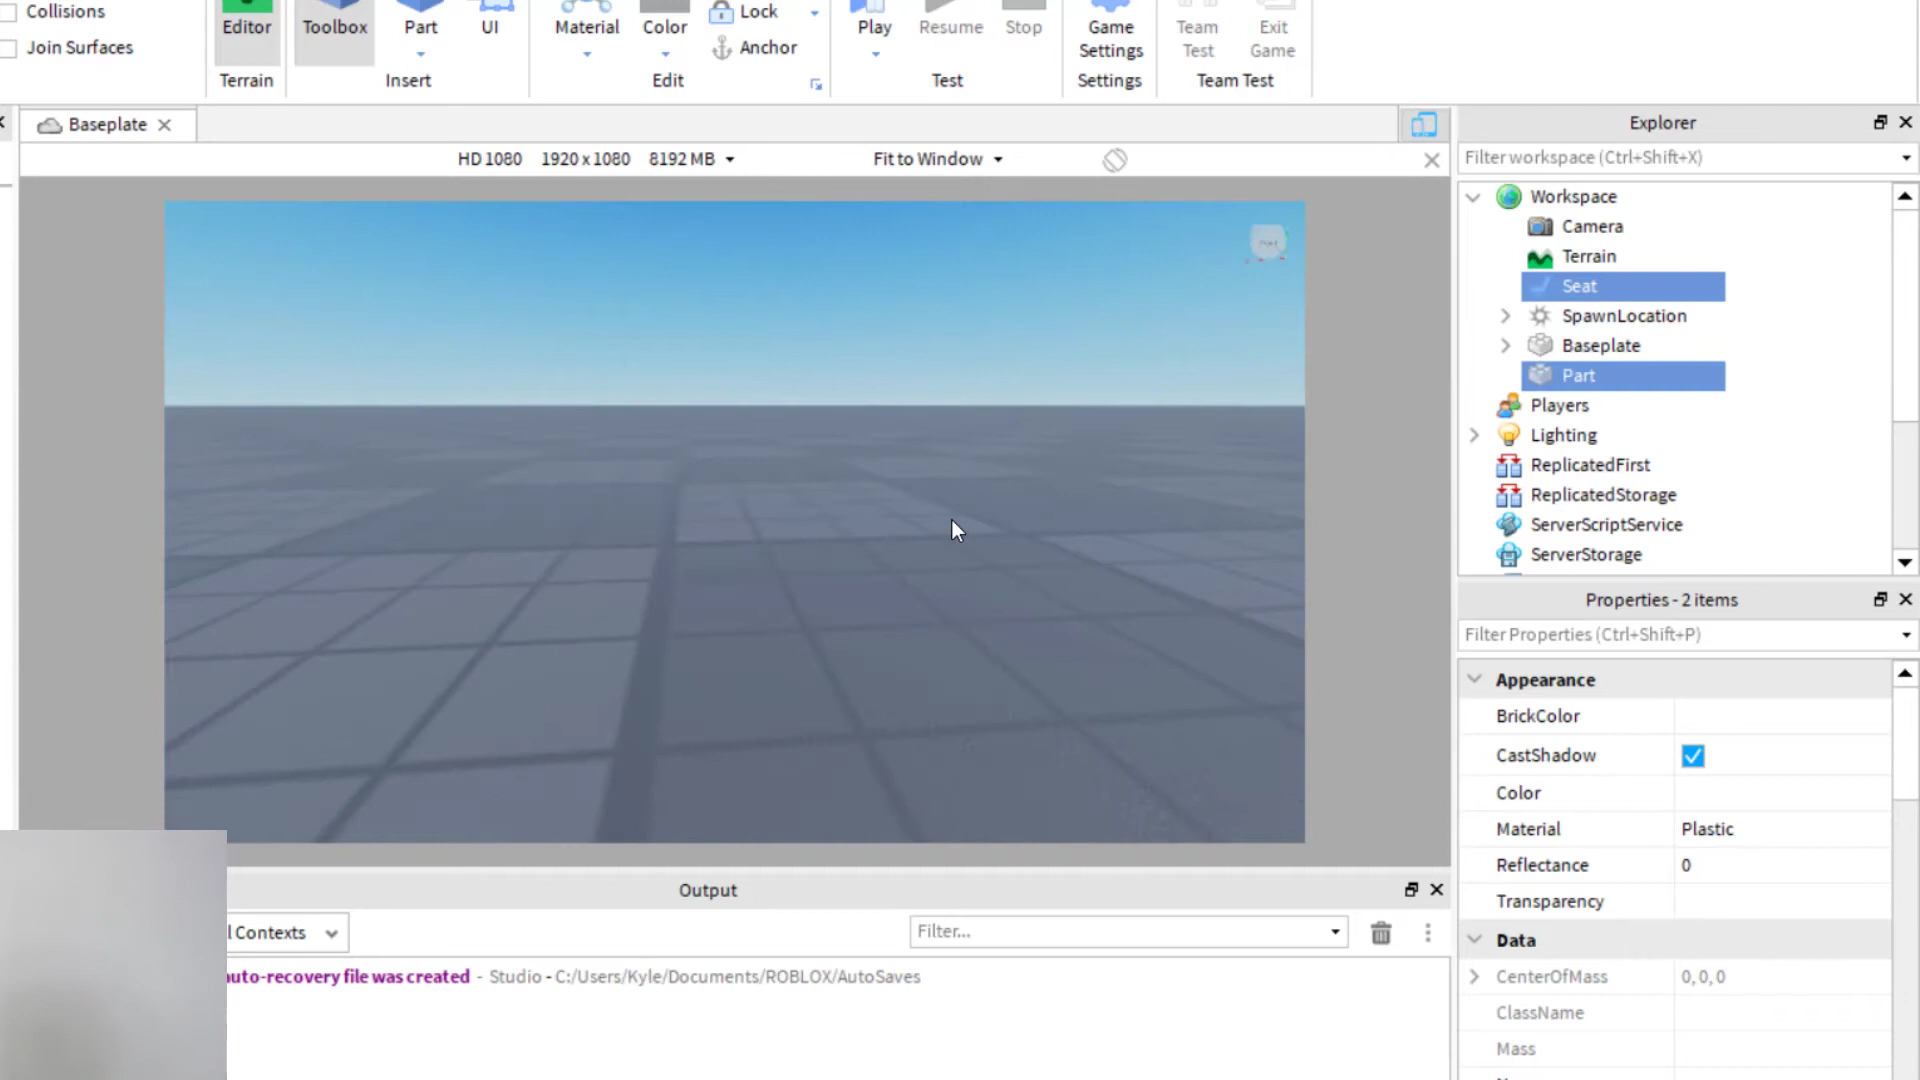 Collisions
Join Surfaces
Editor
Terrain
Toolbox
Part
UI
Insert
Material
Color
Lock
Anchor
Edit
Play
Resume
Stop
Test
Game
Settings
Settings
Team
Test
Exit
Game
Team Test
Baseplate
HD 1080 1920 x 1080 8192 MB
Fit to Window
Explorer
Filter workspace (Ctrl+Shift+X)
Workspace
Camera
Terrain
Seat
SpawnLocation
Baseplate
Part
Players
Lighting
ReplicatedFirst
ReplicatedStorage
ServerScriptService
ServerStorage
Properties - 2 items
Filter Properties (Ctrl+Shift+P)
Appearance
BrickColor
CastShadow
Color
Material Plastic
Reflectance 0
Transparency
Data
CenterOfMass 0, 0, 0
ClassName
Mass
Output
l Contexts
Filter...
uto-recovery file was created - Studio - C:/Users/Kyle/Documents/ROBLOX/AutoSaves